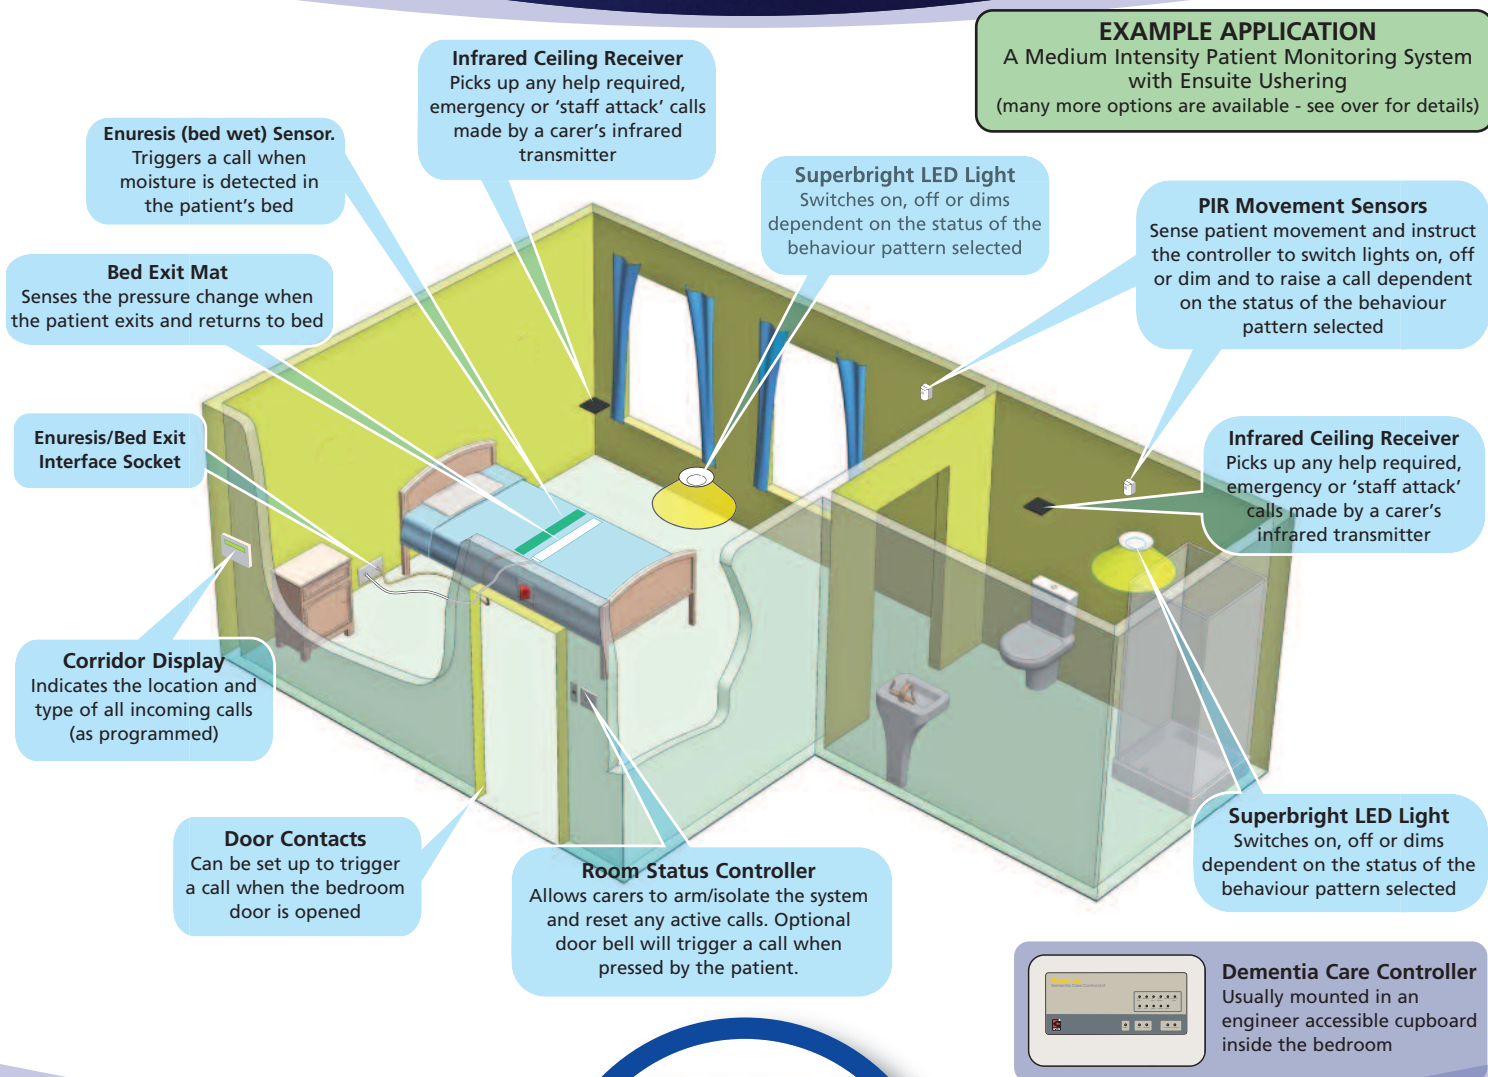 EXAMPLE APPLICATION
A Medium Intensity Patient Monitoring System
with Ensuite Ushering
(many more options are available - see over for details)
Infrared Ceiling Receiver
Picks up any help required,
emergency or ‘staff attack’ calls
made by a carer’s infrared
transmitter
Enuresis (bed wet) Sensor.
Triggers a call when
moisture is detected in
the patient’s bed
Superbright LED Light
Switches on, off or dims
dependent on the status of the
behaviour pattern selected
PIR Movement Sensors
Sense patient movement and instruct
the controller to switch lights on, off
or dim and to raise a call dependent
on the status of the behaviour
pattern selected
Bed Exit Mat
Senses the pressure change when
the patient exits and returns to bed
Enuresis/Bed Exit
Interface Socket
Infrared Ceiling Receiver
Picks up any help required,
emergency or ‘staff attack’
calls made by a carer’s
infrared transmitter
Corridor Display
Indicates the location and
type of all incoming calls
(as programmed)
Door Contacts
Can be set up to trigger
a call when the bedroom
door is opened
Room Status Controller
Allows carers to arm/isolate the system
and reset any active calls. Optional
door bell will trigger a call when
pressed by the patient.
Superbright LED Light
Switches on, off or dims
dependent on the status of the
behaviour pattern selected
Dementia Care Controller
Usually mounted in an
engineer accessible cupboard
inside the bedroom